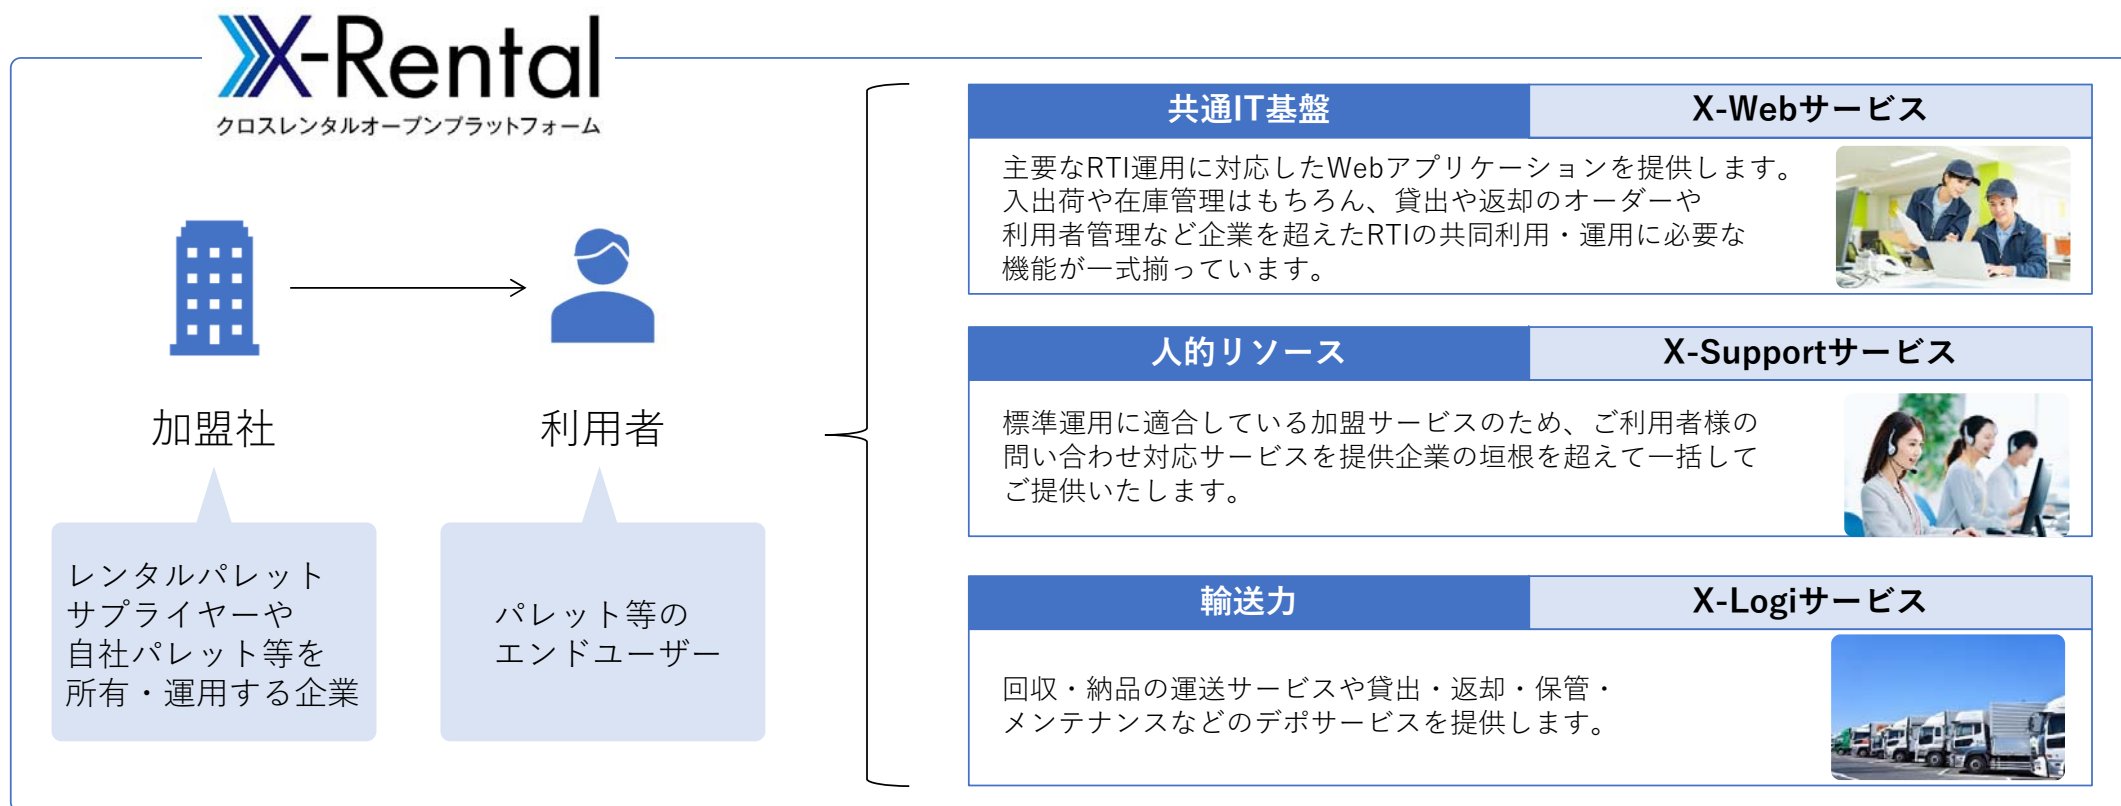 X-Rental
クロスレンタルオープンプラットフォーム
加盟社
利用者
レンタルパレット
サプライヤーや
自社パレット等を
所有・運用する企業
パレット等の
エンドユーザー
共通IT基盤
X-Webサービス
主要なRTI運用に対応したWebアプリケーションを提供します。
入出荷や在庫管理はもちろん、貸出や返却のオーダーや
利用者管理など企業を超えたRTIの共同利用・運用に必要な
機能が一式揃っています。
人的リソース
X-Supportサービス
標準運用に適合している加盟サービスのため、ご利用者様の
問い合わせ対応サービスを提供企業の垣根を超えて一括して
ご提供いたします。
輸送力
X-Logiサービス
回収・納品の運送サービスや貸出・返却・保管・
メンテナンスなどのデポサービスを提供します。